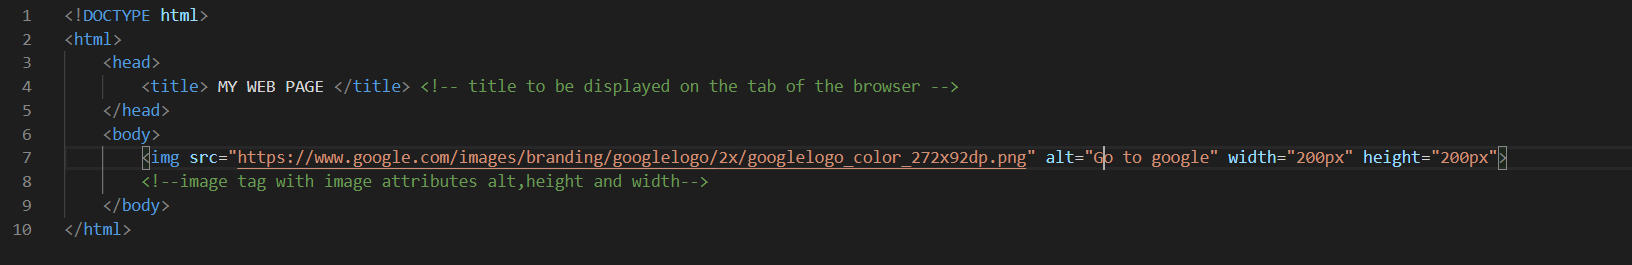 1 <!DOCTYPE html>
2 <html>
3 <head>
4 <title> MY WEB PAGE </title> <!-- title to be displayed on the tab of the browser -->
5 </head>
6 <body>
7 <img src="https://www.google.com/images/branding/googlelogo/2x/googlelogo_color_272x92dp.png" alt="Go to google" width="200px" height="200px">
8 <!--image tag with image attributes alt,height and width-->
9 </body>
10 </html>